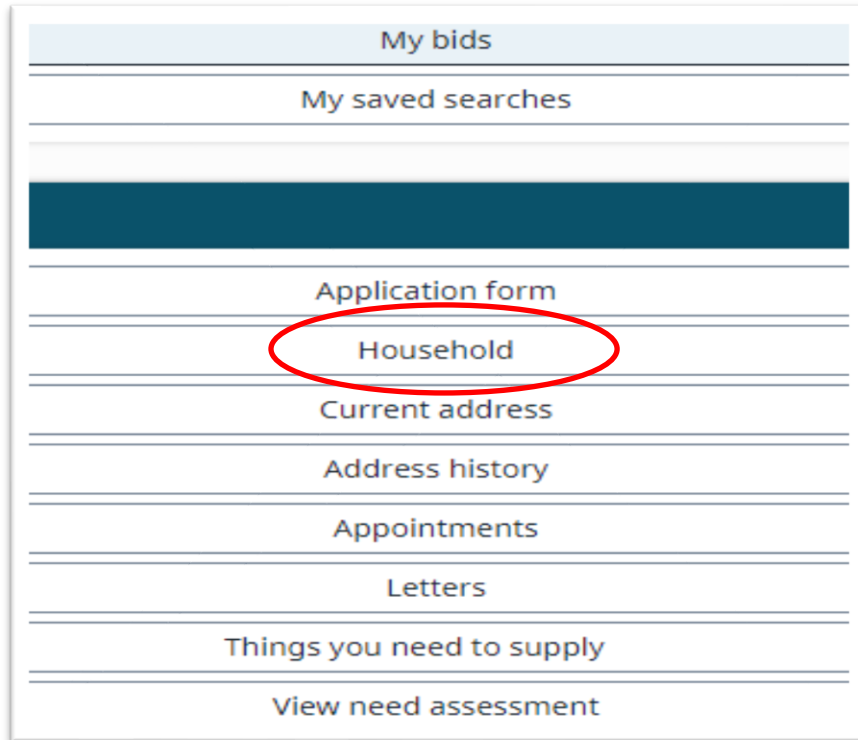 My bids
My saved searches
Application form
Household
Current address
Address history
Appointments
Letters
Things you need to supply
View need assessment